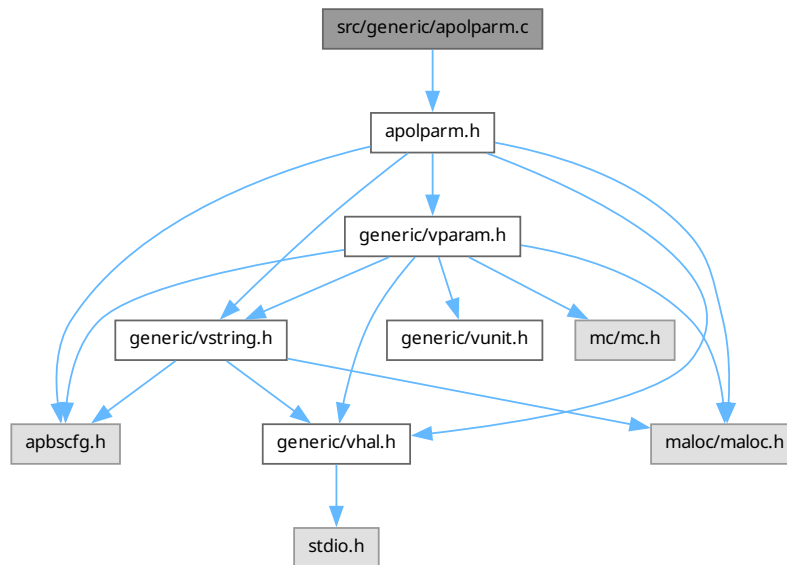 src/generic/apolparm.c
apolparm.h
generic/vparam.h
generic/vstring.h
generic/vunit.h
mc/mc.h
apbscfg.h
generic/vhal.h
maloc/maloc.h
stdio.h